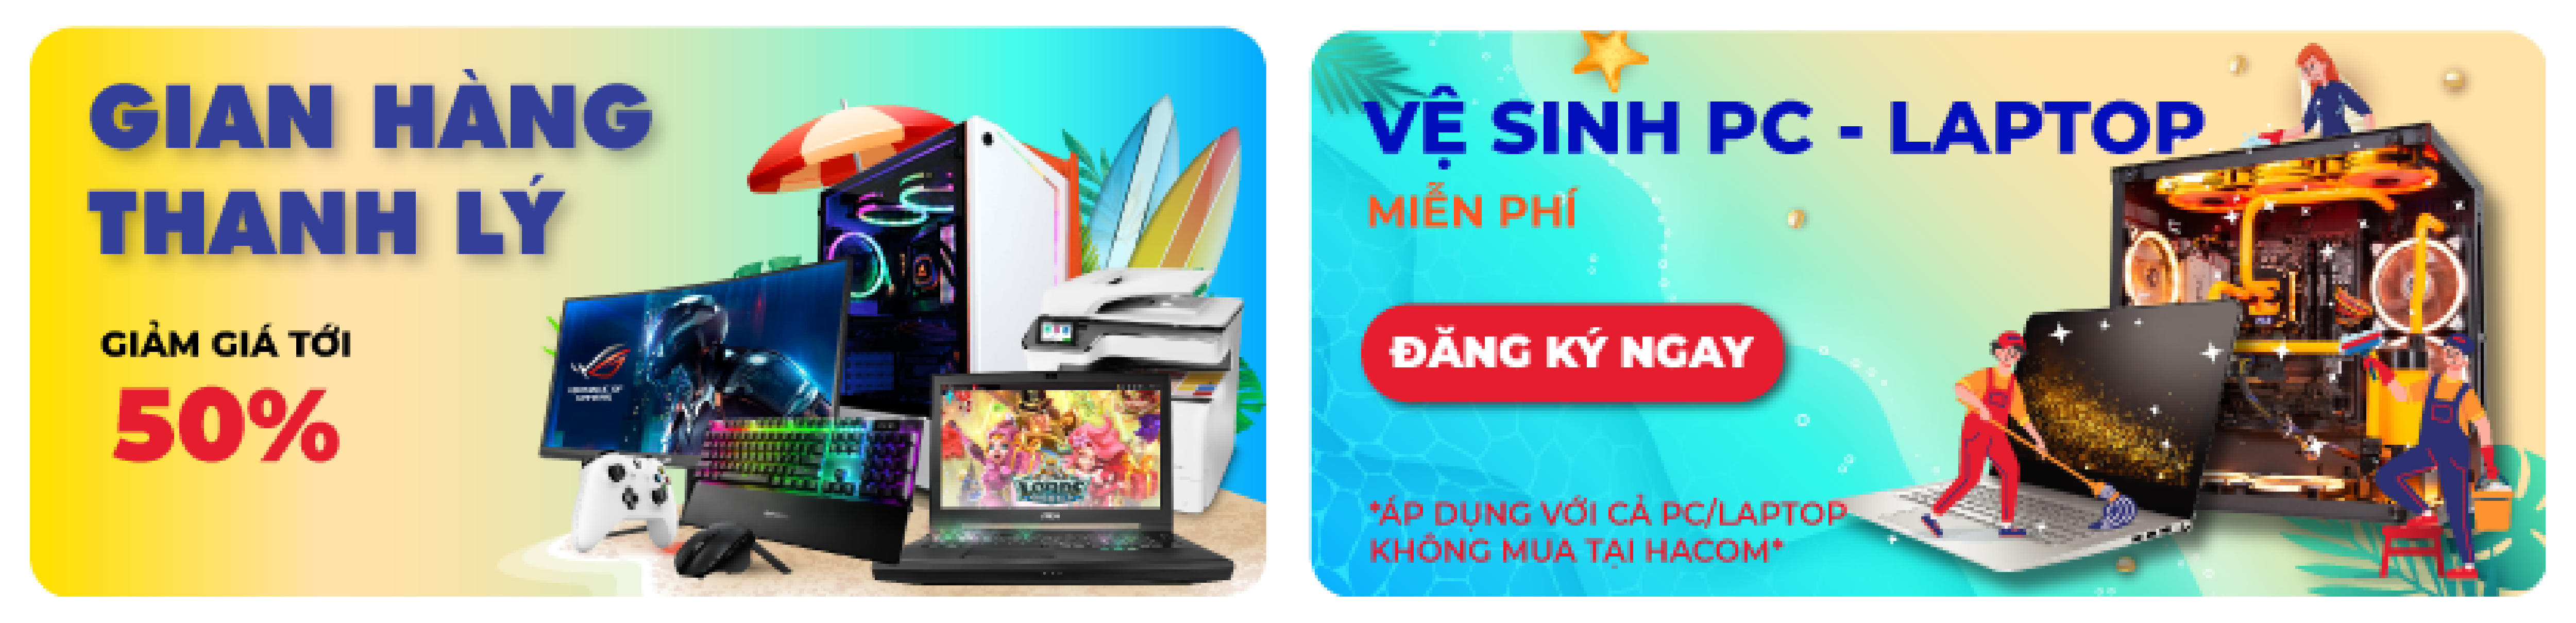 GIAN HÀNG
THANH LÝ
GIẢM GIÁ TỚI
50%
VỆ SINH PC - LAPTOP
MIỄN PHÍ
ĐĂNG KÝ NGAY
*ÁP DỤNG VỚI CẢ PC/LAPTOP
KHÔNG MUA TẠI HACOM*